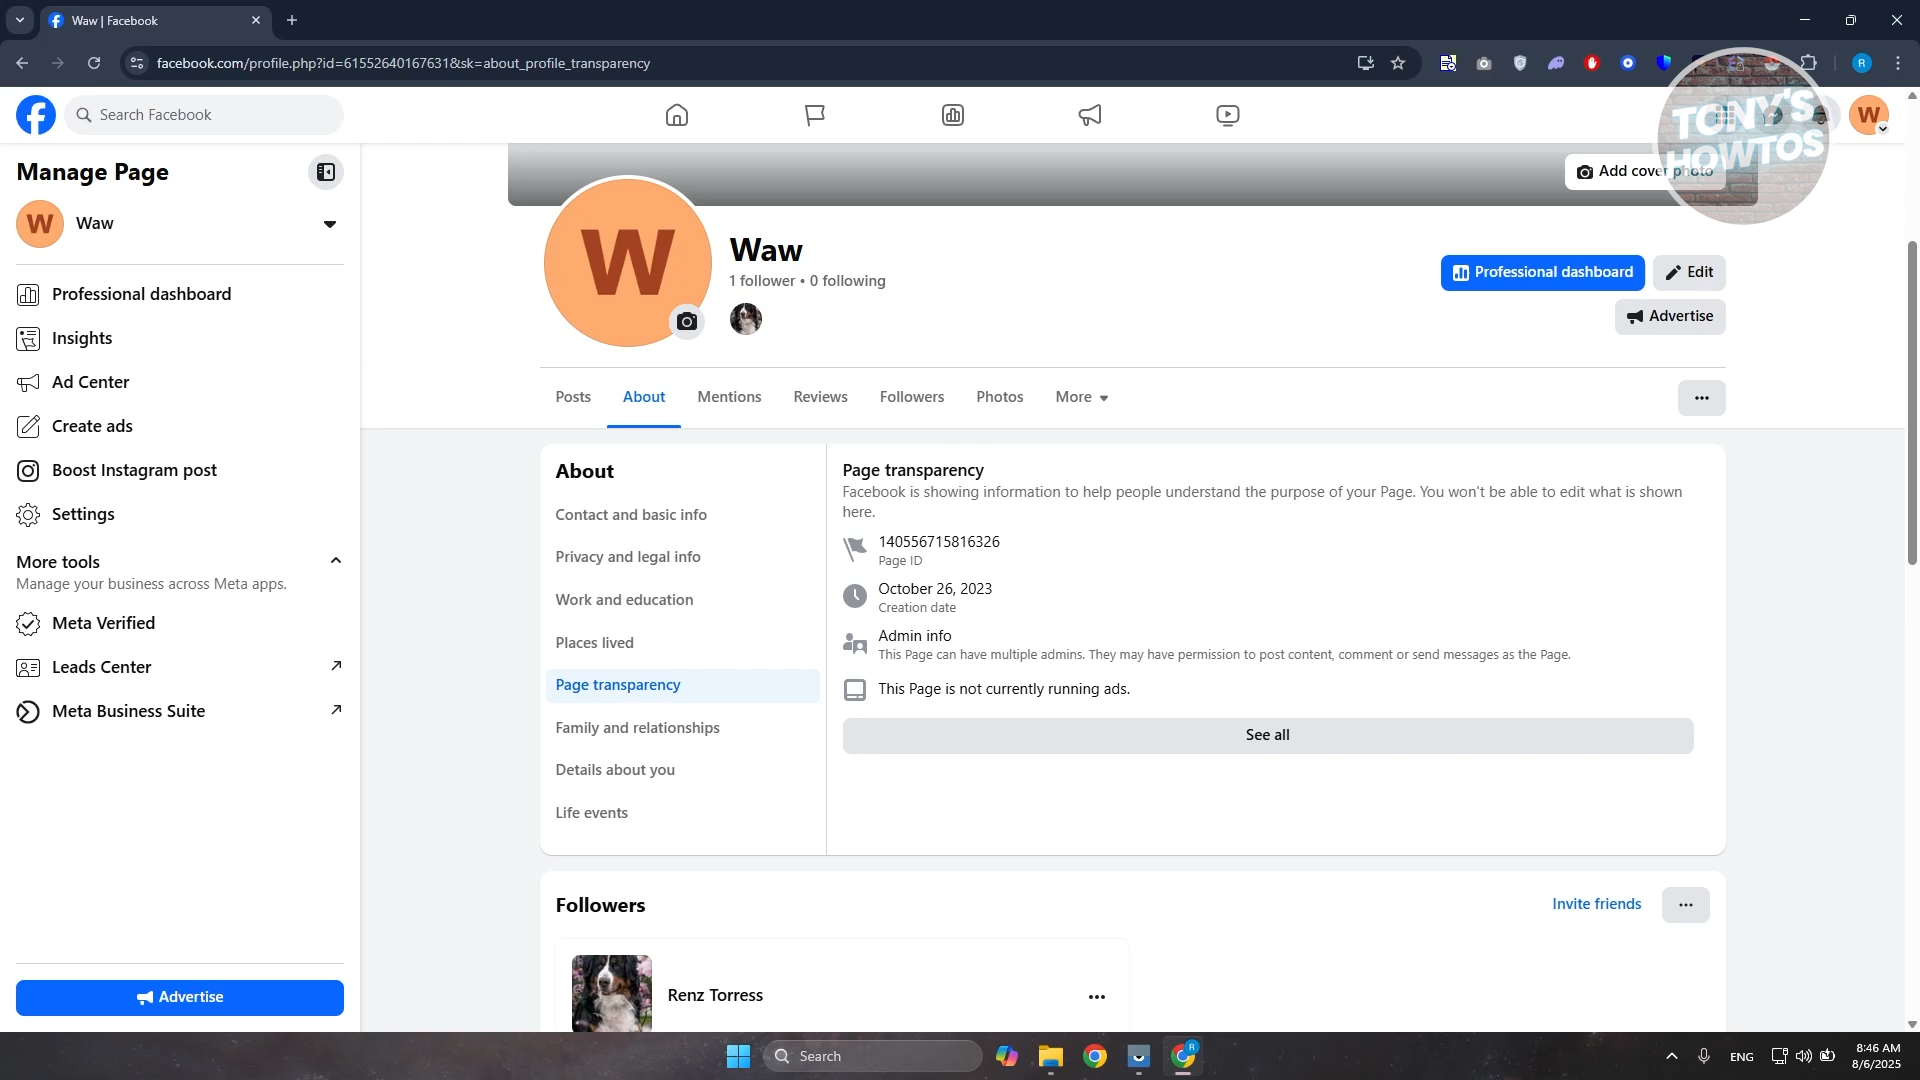 Waw | Facebook
facebook.com/profile.php?id=61552640167631&sk=about_profile_transparency
R
Search Facebook
W
TONY'S
HOWTOS
Manage Page
W
Waw
Professional dashboard
Insights
Ad Center
Create ads
Boost Instagram post
Settings
More tools
Manage your business across Meta apps.
Meta Verified
Leads Center
Meta Business Suite
Advertise
Add cover photo
W
Waw
1 follower • 0 following
Professional dashboard
Edit
Advertise
Posts
About
Mentions
Reviews
Followers
Photos
More
About
Contact and basic info
Privacy and legal info
Work and education
Places lived
Page transparency
Family and relationships
Details about you
Life events
Page transparency
Facebook is showing information to help people understand the purpose of your Page. You won't be able to edit what is shown
here.
140556715816326
Page ID
October 26, 2023
Creation date
Admin info
This Page can have multiple admins. They may have permission to post content, comment or send messages as the Page.
This Page is not currently running ads.
See all
Followers
Invite friends
Renz Torress
Search
R
ENG
8:46 AM
8/6/2025